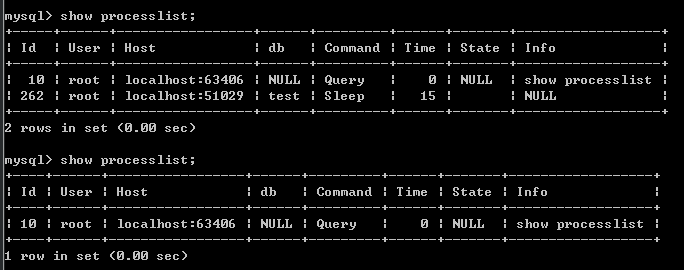 mysql> show processlist;
+-----+------+-----------------+------+---------+------+-------+------------------+
| Id  | User | Host            | db   | Command | Time | State | Info             |
+-----+------+-----------------+------+---------+------+-------+------------------+
|  10 | root | localhost:63406 | NULL | Query   |    0 | NULL  | show processlist |
| 262 | root | localhost:51029 | test | Sleep   |   15 |       | NULL             |
+-----+------+-----------------+------+---------+------+-------+------------------+
2 rows in set (0.00 sec)
mysql> show processlist;
+----+------+-----------------+------+---------+------+-------+------------------+
| Id | User | Host            | db   | Command | Time | State | Info             |
+----+------+-----------------+------+---------+------+-------+------------------+
| 10 | root | localhost:63406 | NULL | Query   |    0 | NULL  | show processlist |
+----+------+-----------------+------+---------+------+-------+------------------+
1 row in set (0.00 sec)